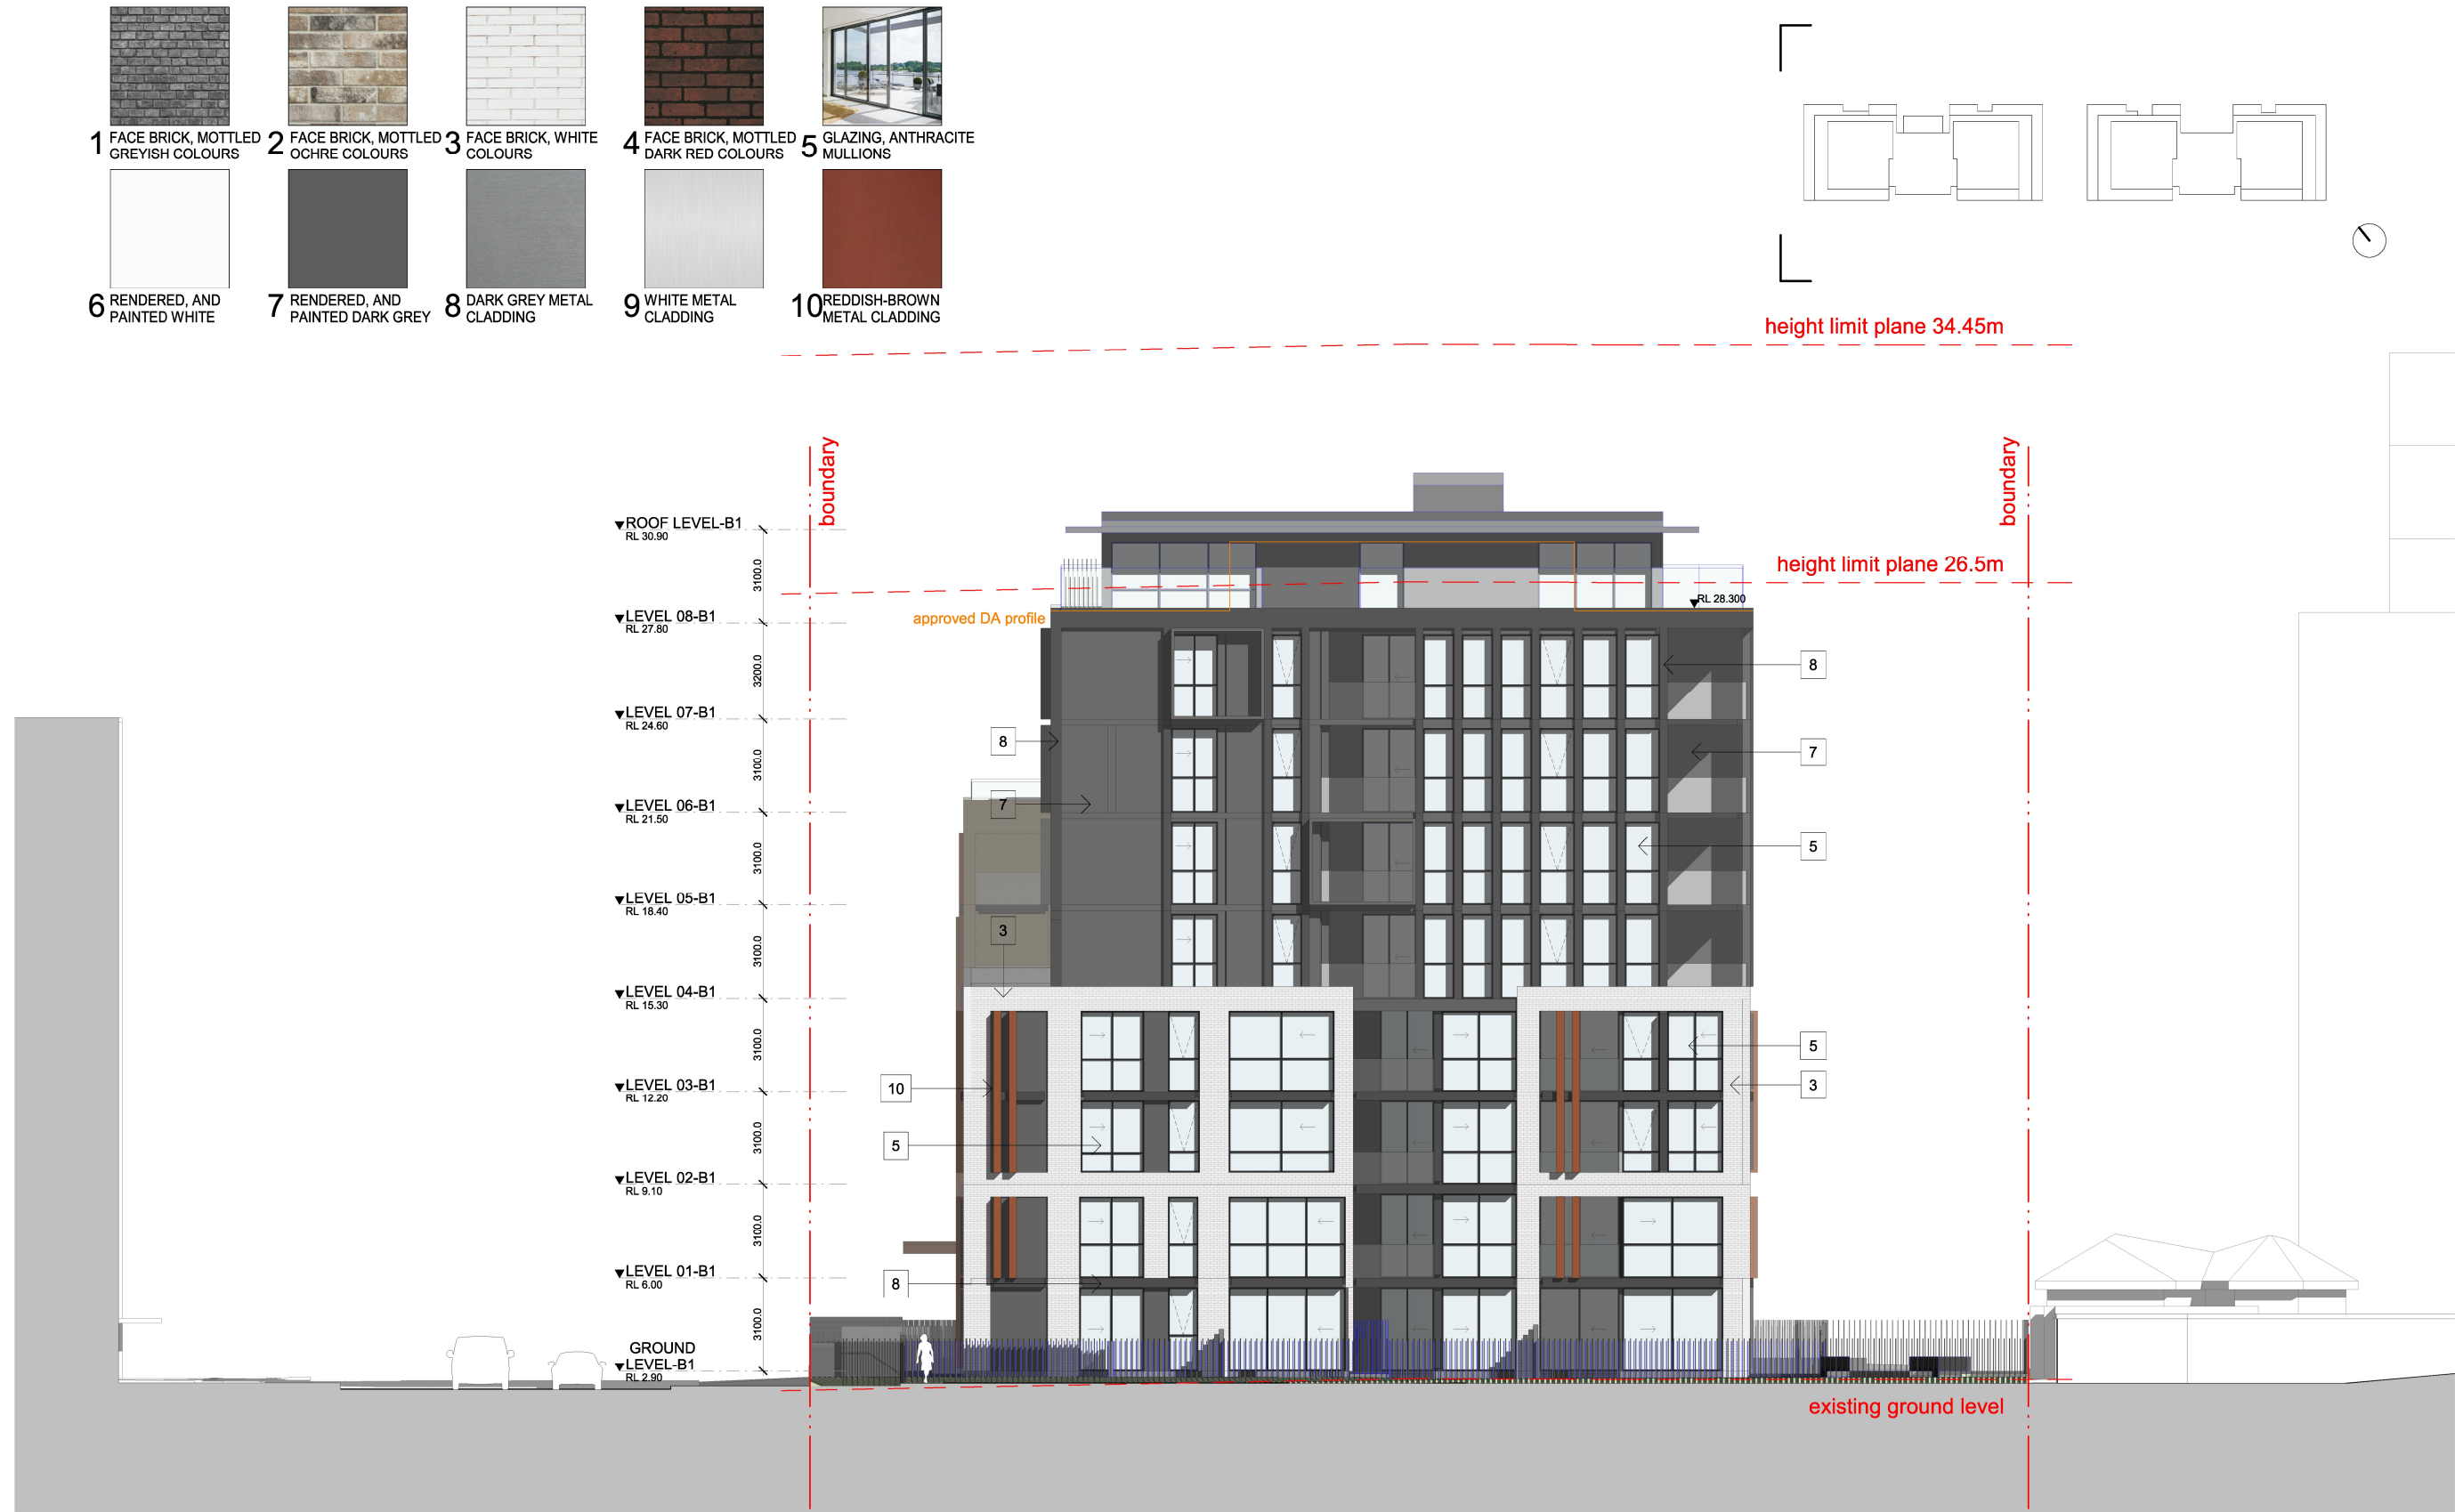 1 FACE BRICK, MOTTLED
GREYISH COLOURS
2 FACE BRICK, MOTTLED
OCHRE COLOURS
3 FACE BRICK, WHITE
COLOURS
4 FACE BRICK, MOTTLED
DARK RED COLOURS
5 GLAZING, ANTHRACITE
MULLIONS
6 RENDERED, AND
PAINTED WHITE
7 RENDERED, AND
PAINTED DARK GREY
8 DARK GREY METAL
CLADDING
9 WHITE METAL
CLADDING
10 REDDISH-BROWN
METAL CLADDING
height limit plane 34.45m
boundary
boundary
ROOF LEVEL-B1
RL 30.90
3100.0
height limit plane 26.5m
RL 28.300
approved DA profile
LEVEL 08-B1
RL 27.80
3200.0
8
LEVEL 07-B1
RL 24.60
3100.0
8
7
7
LEVEL 06-B1
RL 21.50
3100.0
5
LEVEL 05-B1
RL 18.40
3100.0
3
LEVEL 04-B1
RL 15.30
3100.0
5
LEVEL 03-B1
RL 12.20
10
3
3100.0
5
LEVEL 02-B1
RL 9.10
3100.0
LEVEL 01-B1
RL 6.00
8
3100.0
GROUND
LEVEL-B1
RL 2.90
existing ground level